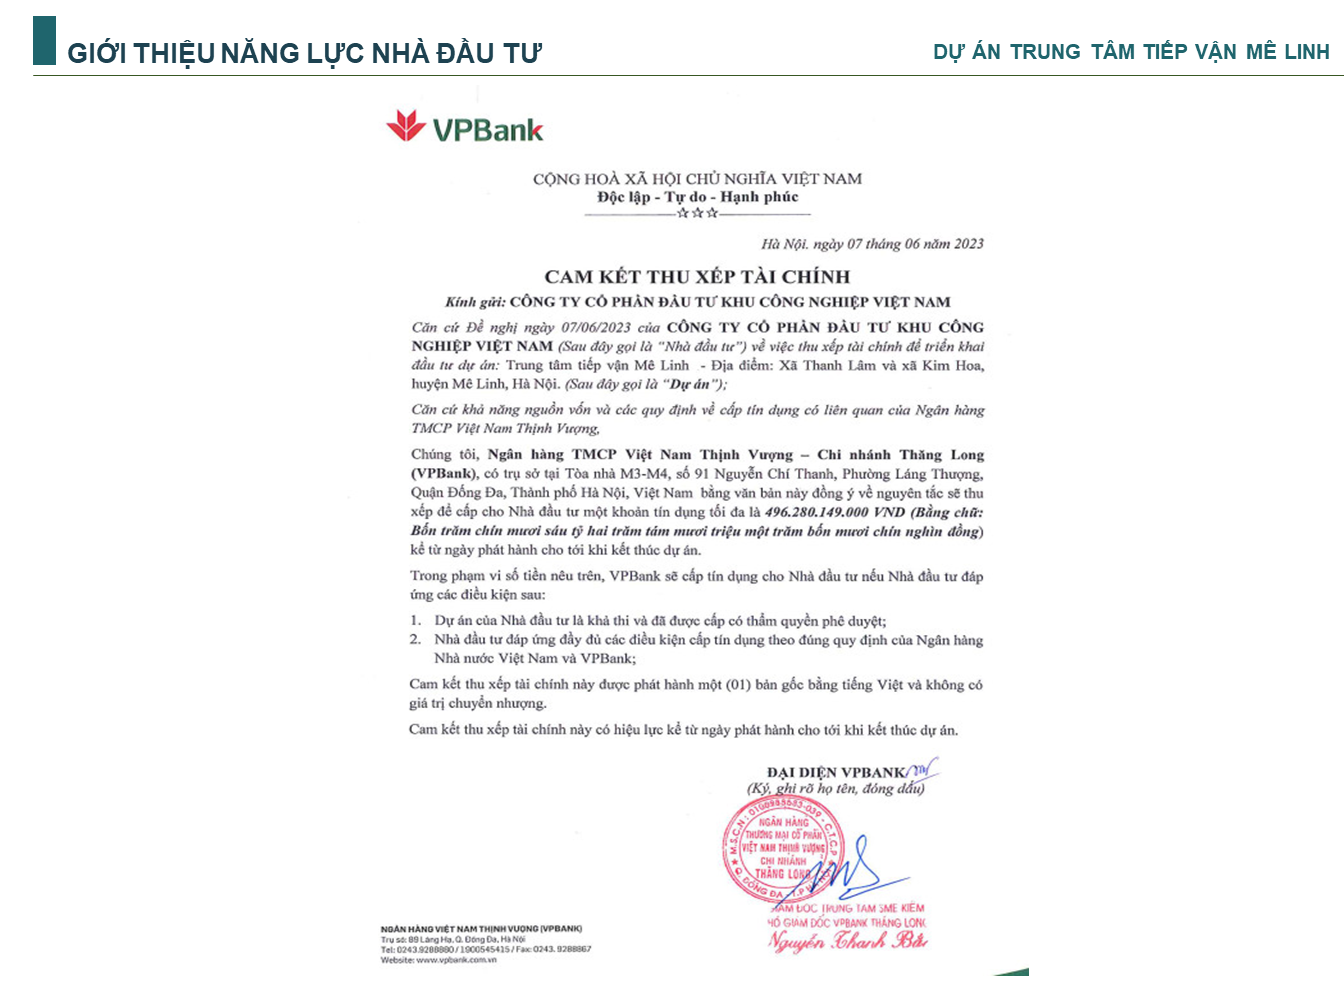 GIỚI THIỆU NĂNG LỰC NHÀ ĐẦU TƯ
DỰ ÁN TRUNG TÂM TIẾP VẬN MÊ LINH
VPBank
CỘNG HOÀ XÃ HỘI CHỦ NGHĨA VIỆT NAM
Độc lập - Tự do - Hạnh phúc
Hà Nội. ngày 07 tháng 06 năm 2023
CAM KẾT THU XẾP TÀI CHÍNH
Kính gửi: CÔNG TY CỔ PHẦN ĐẦU TƯ KHU CÔNG NGHIỆP VIỆT NAM
Căn cứ Đề nghị ngày 07/06/2023 của CÔNG TY CỔ PHẦN ĐẦU TƯ KHU CÔNG
NGHIỆP VIỆT NAM (Sau đây gọi là “Nhà đầu tư”) về việc thu xếp tài chính để triển khai
đầu tư dự án: Trung tâm tiếp vận Mê Linh - Địa điểm: Xã Thanh Lâm và xã Kim Hoa,
huyện Mê Linh, Hà Nội. (Sau đây gọi là “Dự án”);
Căn cứ khả năng nguồn vốn và các quy định về cấp tín dụng có liên quan của Ngân hàng
TMCP Việt Nam Thịnh Vượng,
Chúng tôi, Ngân hàng TMCP Việt Nam Thịnh Vượng – Chi nhánh Thăng Long
(VPBank), có trụ sở tại Tòa nhà M3-M4, số 91 Nguyễn Chí Thanh, Phường Láng Thượng,
Quận Đống Đa, Thành phố Hà Nội, Việt Nam bằng văn bản này đồng ý về nguyên tắc sẽ thu
xếp để cấp cho Nhà đầu tư một khoản tín dụng tối đa là 496.280.149.000 VND (Bằng chữ:
Bốn trăm chín mươi sáu tỷ hai trăm tám mươi triệu một trăm bốn mươi chín nghìn đồng)
kể từ ngày phát hành cho tới khi kết thúc dự án.
Trong phạm vi số tiền nêu trên, VPBank sẽ cấp tín dụng cho Nhà đầu tư nếu Nhà đầu tư đáp
ứng các điều kiện sau:
1. Dự án của Nhà đầu tư là khả thi và đã được cấp có thẩm quyền phê duyệt;
2. Nhà đầu tư đáp ứng đầy đủ các điều kiện cấp tín dụng theo đúng quy định của Ngân hàng
Nhà nước Việt Nam và VPBank;
Cam kết thu xếp tài chính này được phát hành một (01) bản gốc bằng tiếng Việt và không có
giá trị chuyển nhượng.
Cam kết thu xếp tài chính này có hiệu lực kể từ ngày phát hành cho tới khi kết thúc dự án.
ĐẠI DIỆN VPBANK
(Ký, ghi rõ họ tên, đóng dấu)
NGÂN HÀNG
THƯƠNG MẠI CỔ PHẦN
VIỆT NAM THỊNH VƯỢNG
CHI NHÁNH
THĂNG LONG
ĐỐC TRUNG TÂM SME
GIÁM ĐỐC VPBANK THĂNG LONG
Nguyễn Thanh
NGÂN HÀNG VIỆT NAM THỊNH VƯỢNG (VPBANK)
Trụ sở: 89 Láng Hạ, Q. Đống Đa, Hà Nội
Tel: 0243.9288880 / 1900545415 / Fax: 0243. 9288867
Website: www.vpbank.com.vn